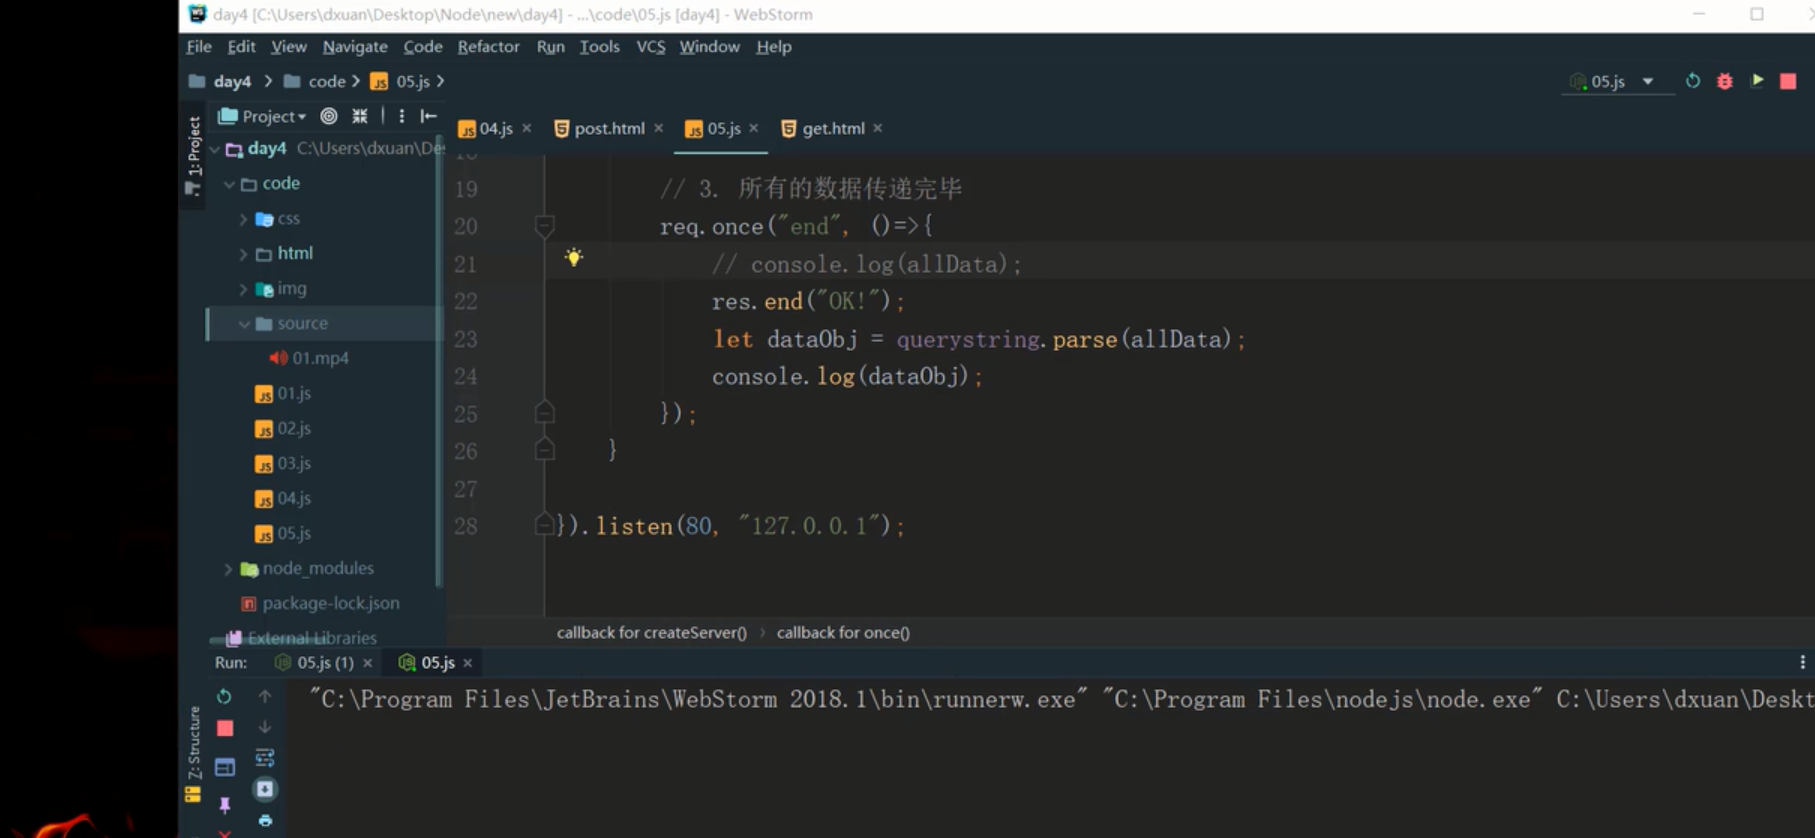 day4 [C:\Users\dxuan\Desktop\Node\new\day4] - ...\code\05.js [day4] - WebStorm
File Edit View Navigate Code Refactor Run Tools VCS Window Help
day4 code 05.js
05.js
1: Project
Project
04.js post.html 05.js get.html
day4 C:\Users\dxuan\De
code
css
html
img
source
01.mp4
01.js
02.js
03.js
04.js
05.js
node_modules
package-lock.json
External Libraries
19 // 3. 所有的数据传递完毕
20 req.once("end", ()=>{
21 // console.log(allData);
22 res.end("OK!");
23 let dataObj = querystring.parse(allData);
24 console.log(dataObj);
25 });
26 }
27
28 }).listen(80, "127.0.0.1");
callback for createServer() callback for once()
Run: 05.js (1) 05.js
"C:\Program Files\JetBrains\WebStorm 2018.1\bin\runnerw.exe" "C:\Program Files\nodejs\node.exe" C:\Users\dxuan\Deskt
Z: Structure